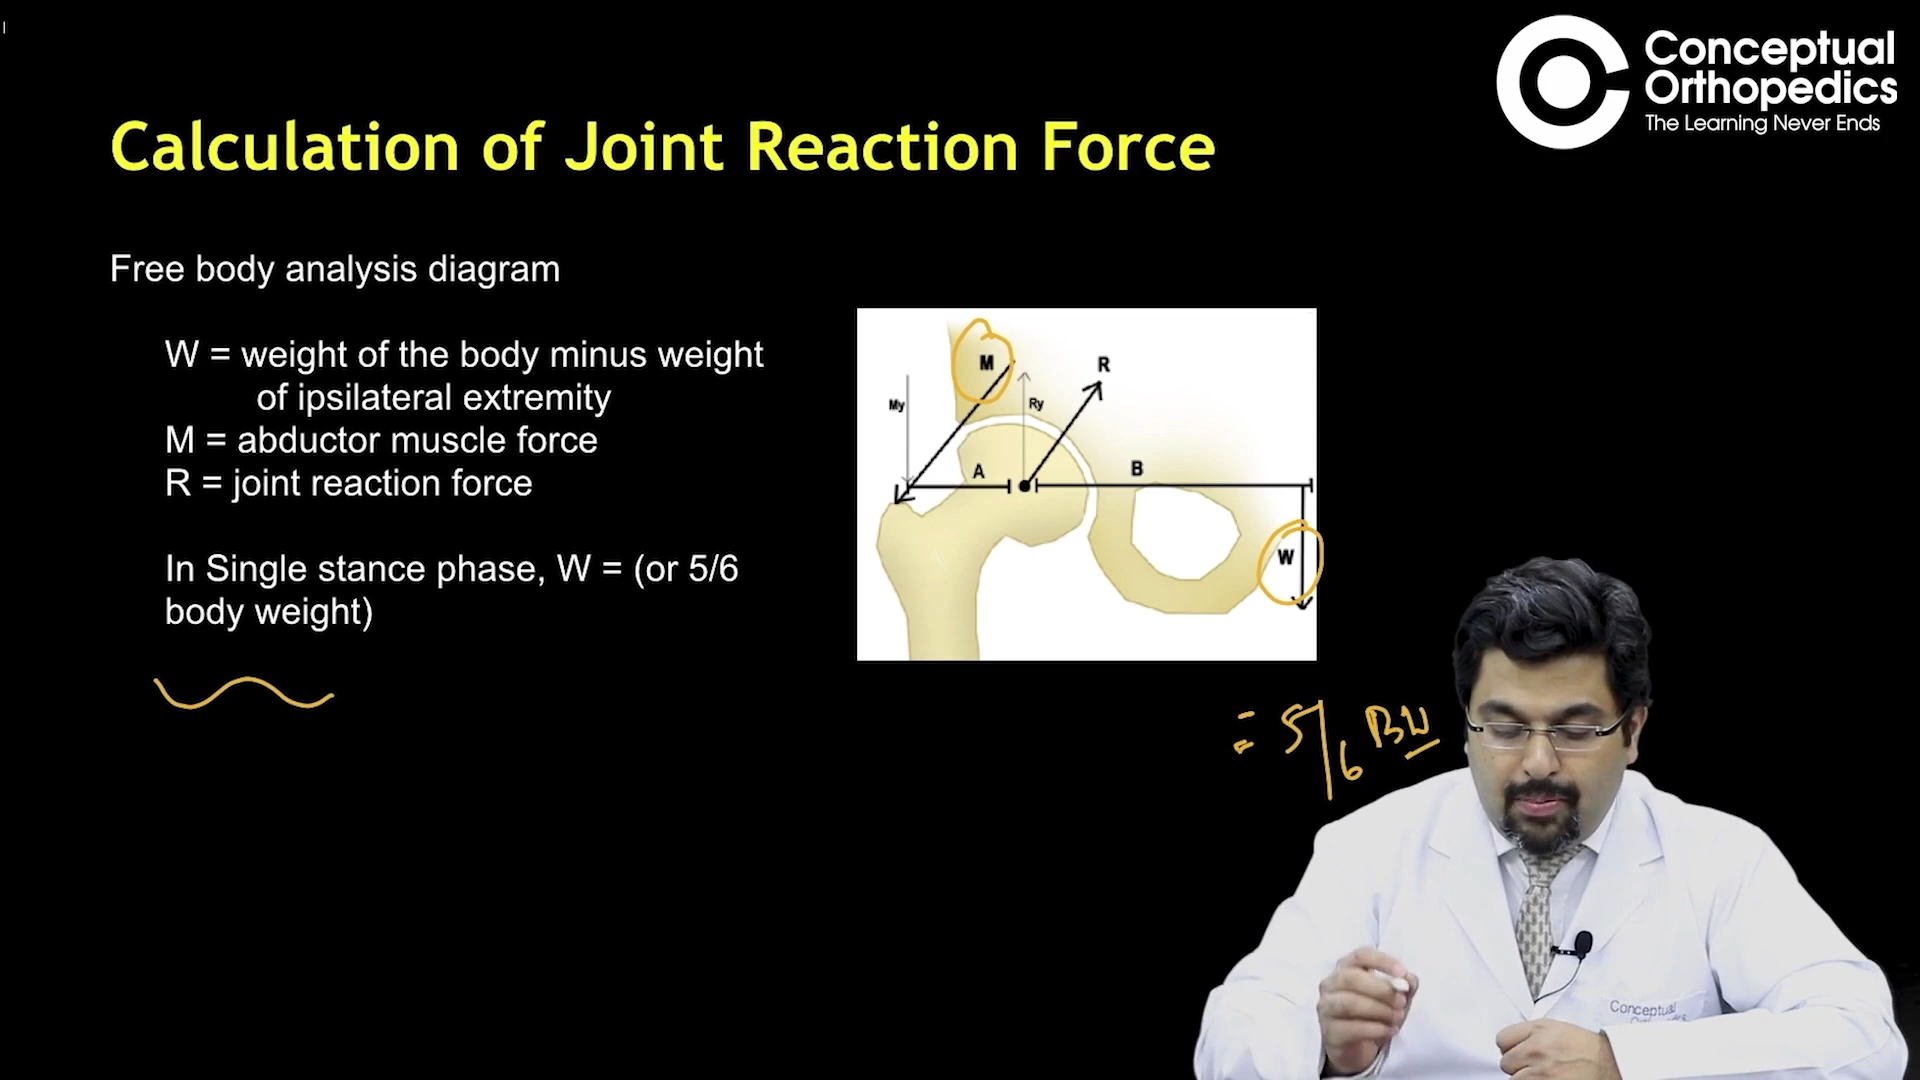 Conceptual
Orthopedics
The Learning Never Ends
Calculation of Joint Reaction Force
Free body analysis diagram
W = weight of the body minus weight
of ipsilateral extremity
M = abductor muscle force
R = joint reaction force
In Single stance phase, W = (or 5/6
body weight)
M
R
My
Ry
A
B
W
= 5/6 BW
Conceptual